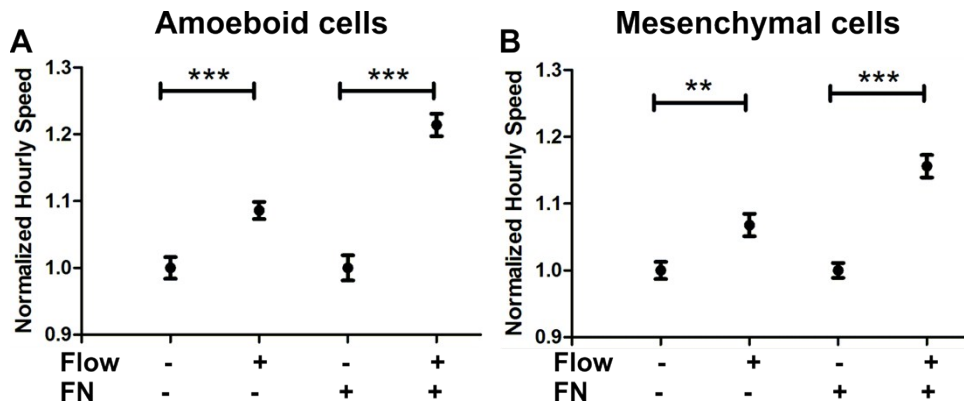 A Amoeboid cells
Normalized Hourly Speed
1.3
1.2
1.1
1.0
0.9
*** ***
Flow - + - +
FN - - + +
B Mesenchymal cells
Normalized Hourly Speed
1.3
1.2
1.1
1.0
0.9
** ***
Flow - + - +
FN - - + +